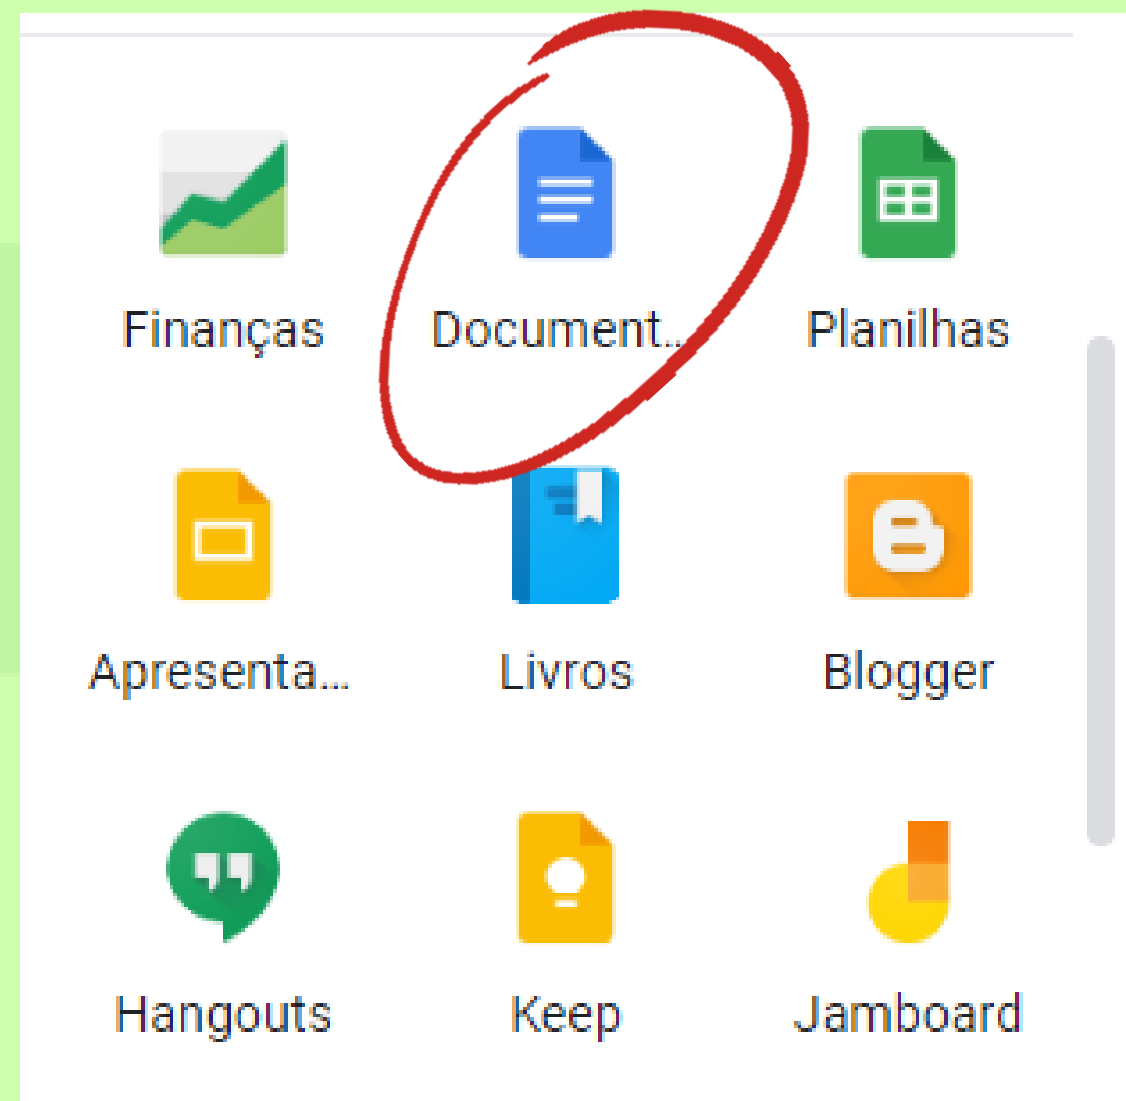 Finanças Document... Planilhas
Apresenta... Livros Blogger
Hangouts Keep Jamboard